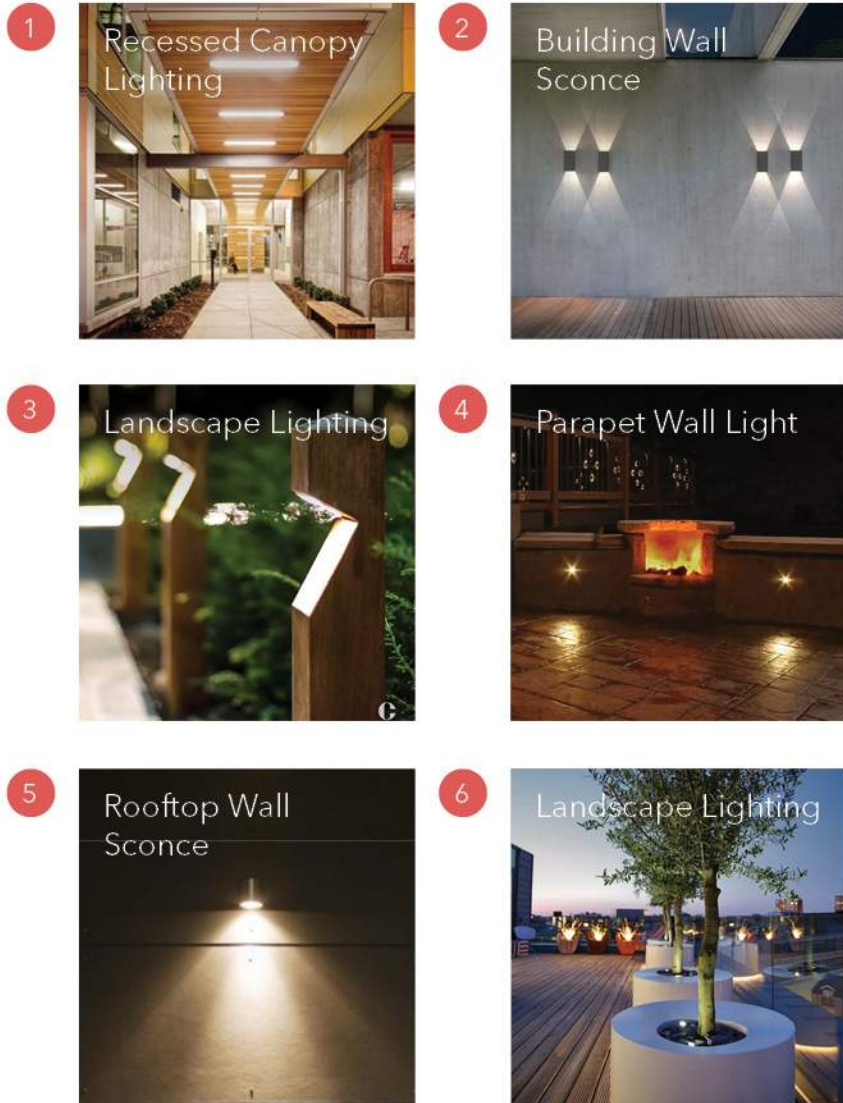 1
Recessed Canopy
Lighting
2
Building Wall
Sconce
3
Landscape Lighting
C
4
Parapet Wall Light
5
Rooftop Wall
Sconce
6
Landscape Lighting